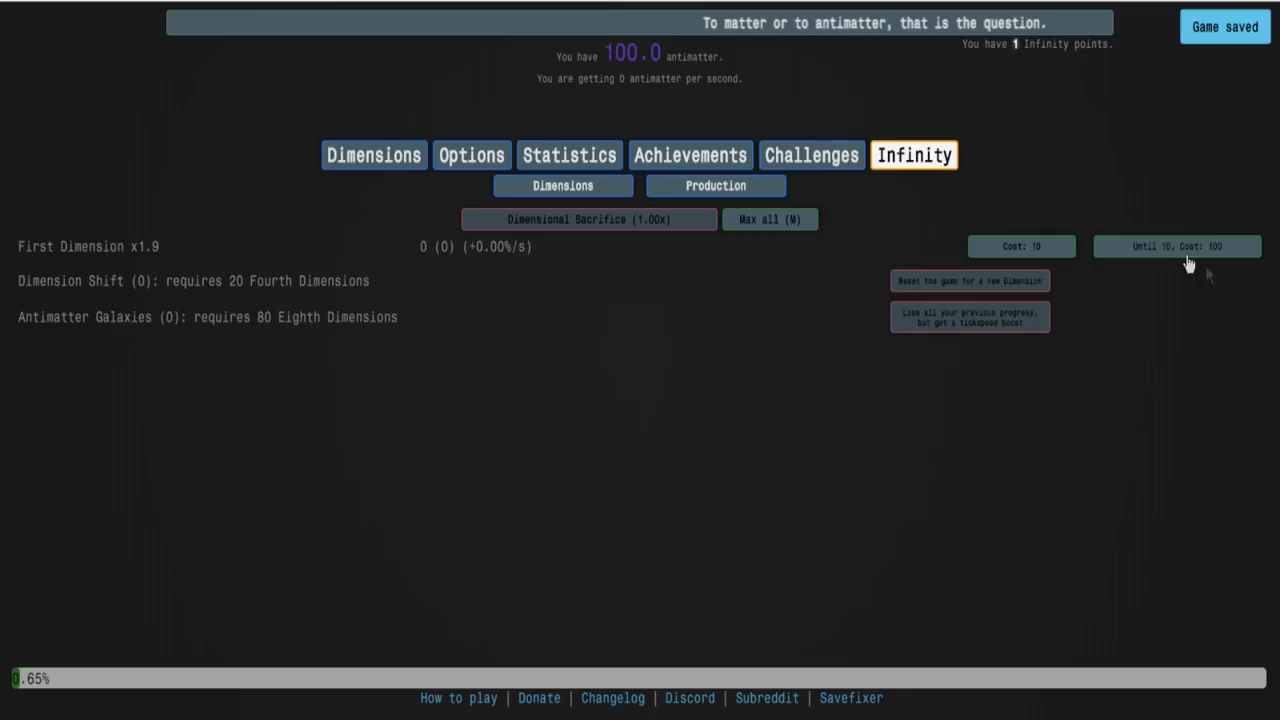 To matter or to antimatter, that is the question.
Game saved
You have 1 Infinity points.
You have 100.0 antimatter.
You are getting 0 antimatter per second.
Dimensions Options Statistics Achievements Challenges Infinity
Dimensions Production
Dimensional Sacrifice (1.00x) Max all (M)
First Dimension x1.9 0 (0) (+0.00%/s) Cost: 10 Until 10, Cost: 100
Dimension Shift (0): requires 20 Fourth Dimensions Reset the game for a new Dimension
Antimatter Galaxies (0): requires 80 Eighth Dimensions
Lose all your previous progress,
but get a tickspeed boost
0.65%
How to play | Donate | Changelog | Discord | Subreddit | Savefixer